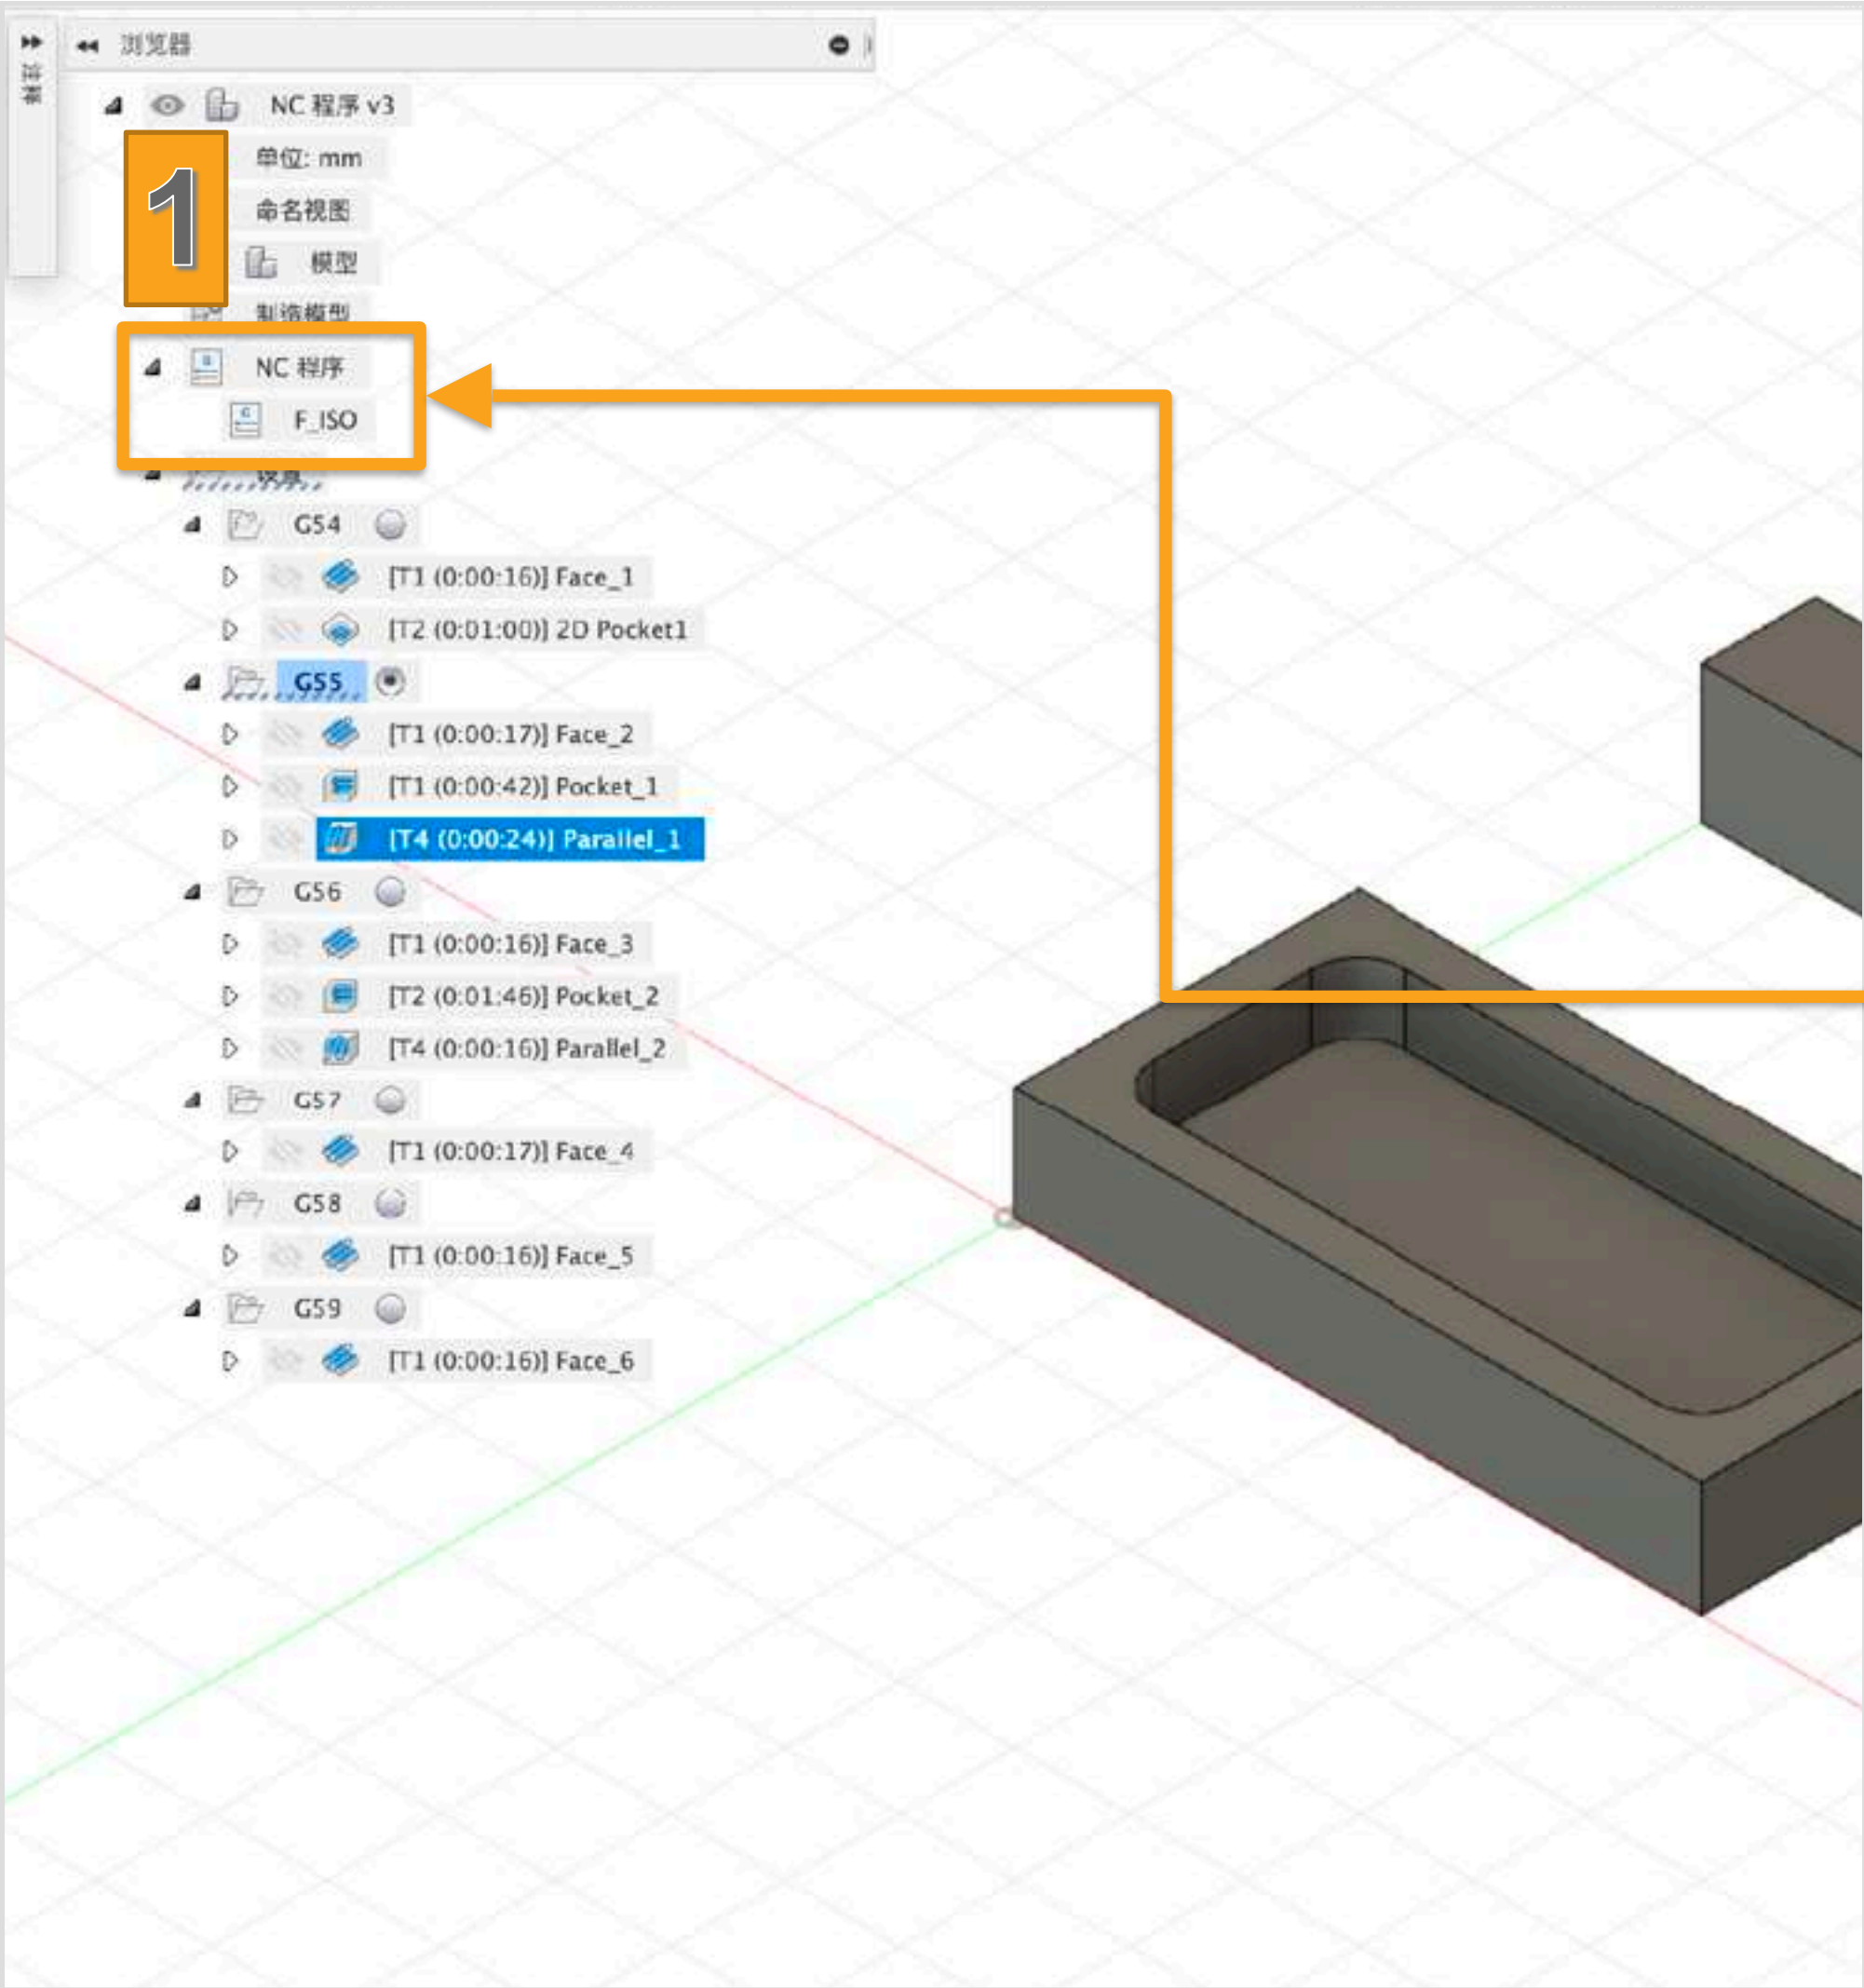 浏览器
注释
NC 程序 v3
单位: mm
命名视图
1
模型
制造模型
NC 程序
F_ISO
设置
G54
[T1 (0:00:16)] Face_1
[T2 (0:01:00)] 2D Pocket1
G55
[T1 (0:00:17)] Face_2
[T1 (0:00:42)] Pocket_1
[T4 (0:00:24)] Parallel_1
G56
[T1 (0:00:16)] Face_3
[T2 (0:01:46)] Pocket_2
[T4 (0:00:16)] Parallel_2
G57
[T1 (0:00:17)] Face_4
G58
[T1 (0:00:16)] Face_5
G59
[T1 (0:00:16)] Face_6